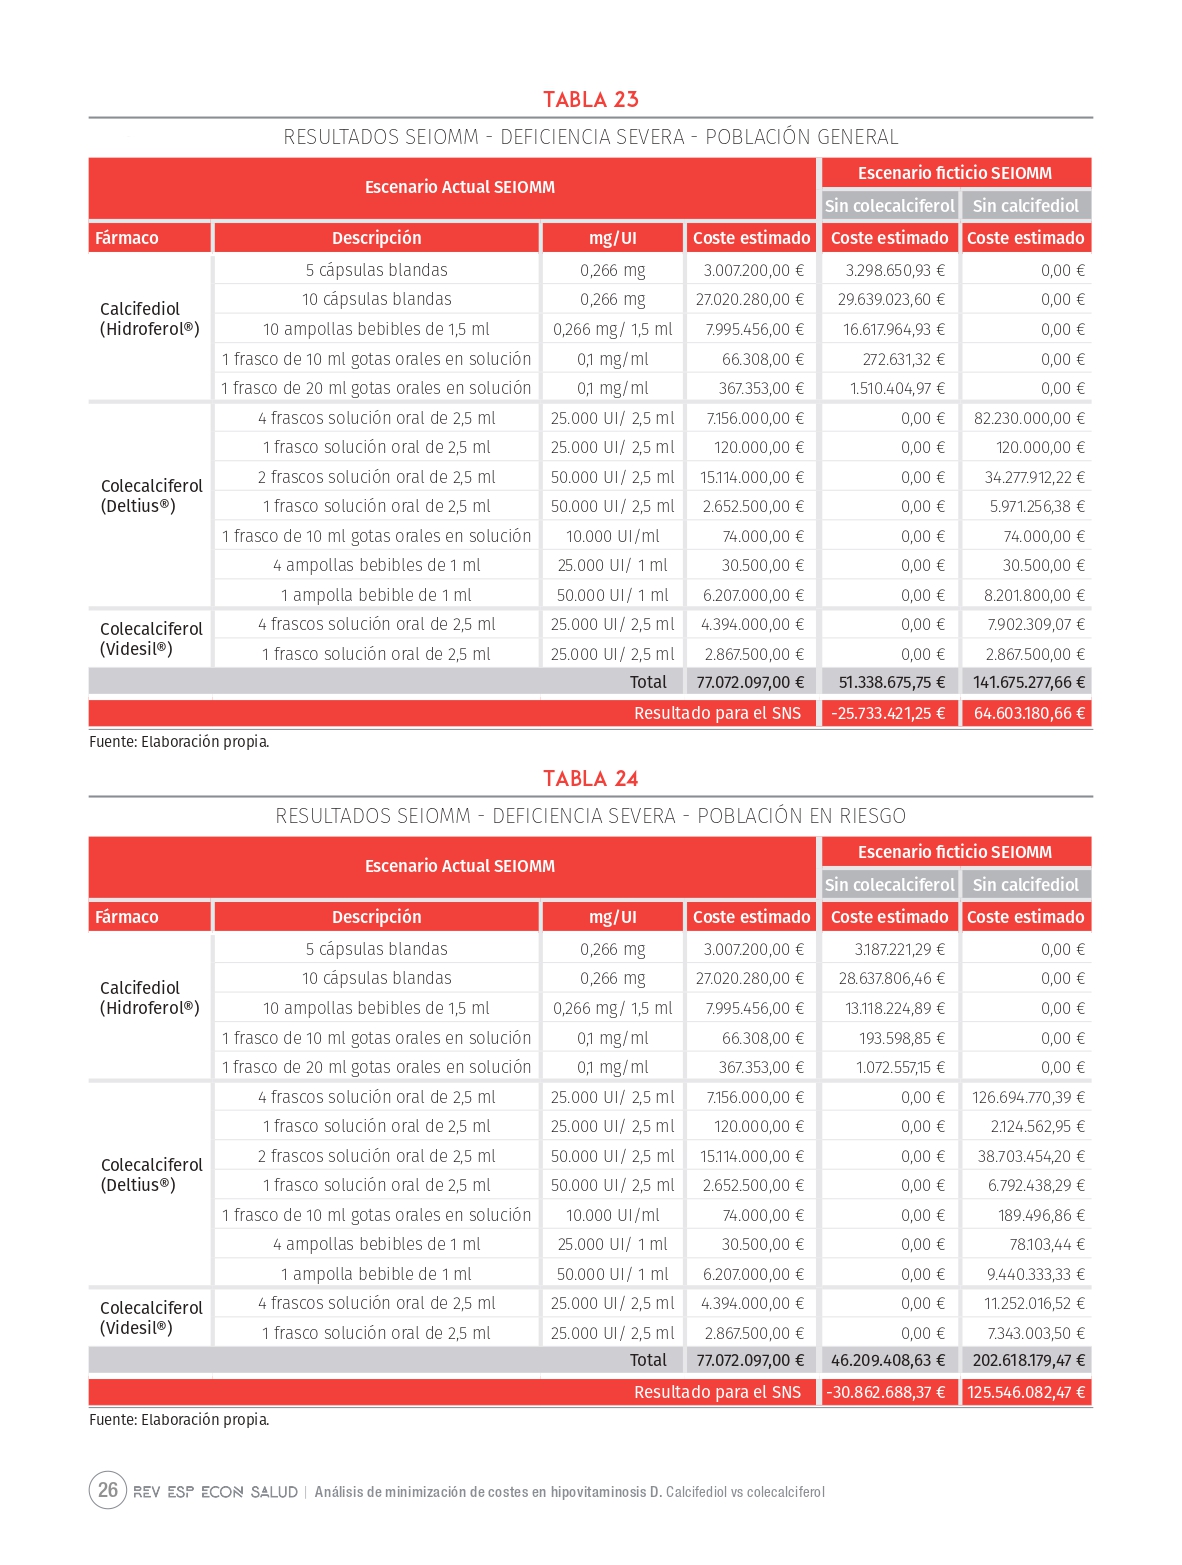 TABLA 23
RESULTADOS SEIOMM - DEFICIENCIA SEVERA - POBLACIÓN GENERAL
Escenario Actual SEIOMM
Escenario ficticio SEIOMM
Sin colecalciferol Sin calcifediol
Fármaco Descripción mg/UI Coste estimado Coste estimado Coste estimado
Calcifediol
(Hidroferol®)
5 cápsulas blandas 0,266 mg 3.007.200,00 € 3.298.650,93 € 0,00 €
10 cápsulas blandas 0,266 mg 27.020.280,00 € 29.639.023,60 € 0,00 €
10 ampollas bebibles de 1,5 ml 0,266 mg/ 1,5 ml 7.995.456,00 € 16.617.964,93 € 0,00 €
1 frasco de 10 ml gotas orales en solución 0,1 mg/ml 66.308,00 € 272.631,32 € 0,00 €
1 frasco de 20 ml gotas orales en solución 0,1 mg/ml 367.353,00 € 1.510.404,97 € 0,00 €
Colecalciferol
(Deltius®)
4 frascos solución oral de 2,5 ml 25.000 UI/ 2,5 ml 7.156.000,00 € 0,00 € 82.230.000,00 €
1 frasco solución oral de 2,5 ml 25.000 UI/ 2,5 ml 120.000,00 € 0,00 € 120.000,00 €
2 frascos solución oral de 2,5 ml 50.000 UI/ 2,5 ml 15.114.000,00 € 0,00 € 34.277.912,22 €
1 frasco solución oral de 2,5 ml 50.000 UI/ 2,5 ml 2.652.500,00 € 0,00 € 5.971.256,38 €
1 frasco de 10 ml gotas orales en solución 10.000 UI/ml 74.000,00 € 0,00 € 74.000,00 €
4 ampollas bebibles de 1 ml 25.000 UI/ 1 ml 30.500,00 € 0,00 € 30.500,00 €
1 ampolla bebible de 1 ml 50.000 UI/ 1 ml 6.207.000,00 € 0,00 € 8.201.800,00 €
Colecalciferol
(Videsil®)
4 frascos solución oral de 2,5 ml 25.000 UI/ 2,5 ml 4.394.000,00 € 0,00 € 7.902.309,07 €
1 frasco solución oral de 2,5 ml 25.000 UI/ 2,5 ml 2.867.500,00 € 0,00 € 2.867.500,00 €
Total 77.072.097,00 € 51.338.675,75 € 141.675.277,66 €
Resultado para el SNS -25.733.421,25 € 64.603.180,66 €
Fuente: Elaboración propia.
TABLA 24
RESULTADOS SEIOMM - DEFICIENCIA SEVERA - POBLACIÓN EN RIESGO
Escenario Actual SEIOMM
Escenario ficticio SEIOMM
Sin colecalciferol Sin calcifediol
Fármaco Descripción mg/UI Coste estimado Coste estimado Coste estimado
Calcifediol
(Hidroferol®)
5 cápsulas blandas 0,266 mg 3.007.200,00 € 3.187.221,29 € 0,00 €
10 cápsulas blandas 0,266 mg 27.020.280,00 € 28.637.806,46 € 0,00 €
10 ampollas bebibles de 1,5 ml 0,266 mg/ 1,5 ml 7.995.456,00 € 13.118.224,89 € 0,00 €
1 frasco de 10 ml gotas orales en solución 0,1 mg/ml 66.308,00 € 193.598,85 € 0,00 €
1 frasco de 20 ml gotas orales en solución 0,1 mg/ml 367.353,00 € 1.072.557,15 € 0,00 €
Colecalciferol
(Deltius®)
4 frascos solución oral de 2,5 ml 25.000 UI/ 2,5 ml 7.156.000,00 € 0,00 € 126.694.770,39 €
1 frasco solución oral de 2,5 ml 25.000 UI/ 2,5 ml 120.000,00 € 0,00 € 2.124.562,95 €
2 frascos solución oral de 2,5 ml 50.000 UI/ 2,5 ml 15.114.000,00 € 0,00 € 38.703.454,20 €
1 frasco solución oral de 2,5 ml 50.000 UI/ 2,5 ml 2.652.500,00 € 0,00 € 6.792.438,29 €
1 frasco de 10 ml gotas orales en solución 10.000 UI/ml 74.000,00 € 0,00 € 189.496,86 €
4 ampollas bebibles de 1 ml 25.000 UI/ 1 ml 30.500,00 € 0,00 € 78.103,44 €
1 ampolla bebible de 1 ml 50.000 UI/ 1 ml 6.207.000,00 € 0,00 € 9.440.333,33 €
Colecalciferol
(Videsil®)
4 frascos solución oral de 2,5 ml 25.000 UI/ 2,5 ml 4.394.000,00 € 0,00 € 11.252.016,52 €
1 frasco solución oral de 2,5 ml 25.000 UI/ 2,5 ml 2.867.500,00 € 0,00 € 7.343.003,50 €
Total 77.072.097,00 € 46.209.408,63 € 202.618.179,47 €
Resultado para el SNS -30.862.688,37 € 125.546.082,47 €
Fuente: Elaboración propia.
26 REV ESP ECON SALUD | Análisis de minimización de costes en hipovitaminosis D. Calcifediol vs colecalciferol